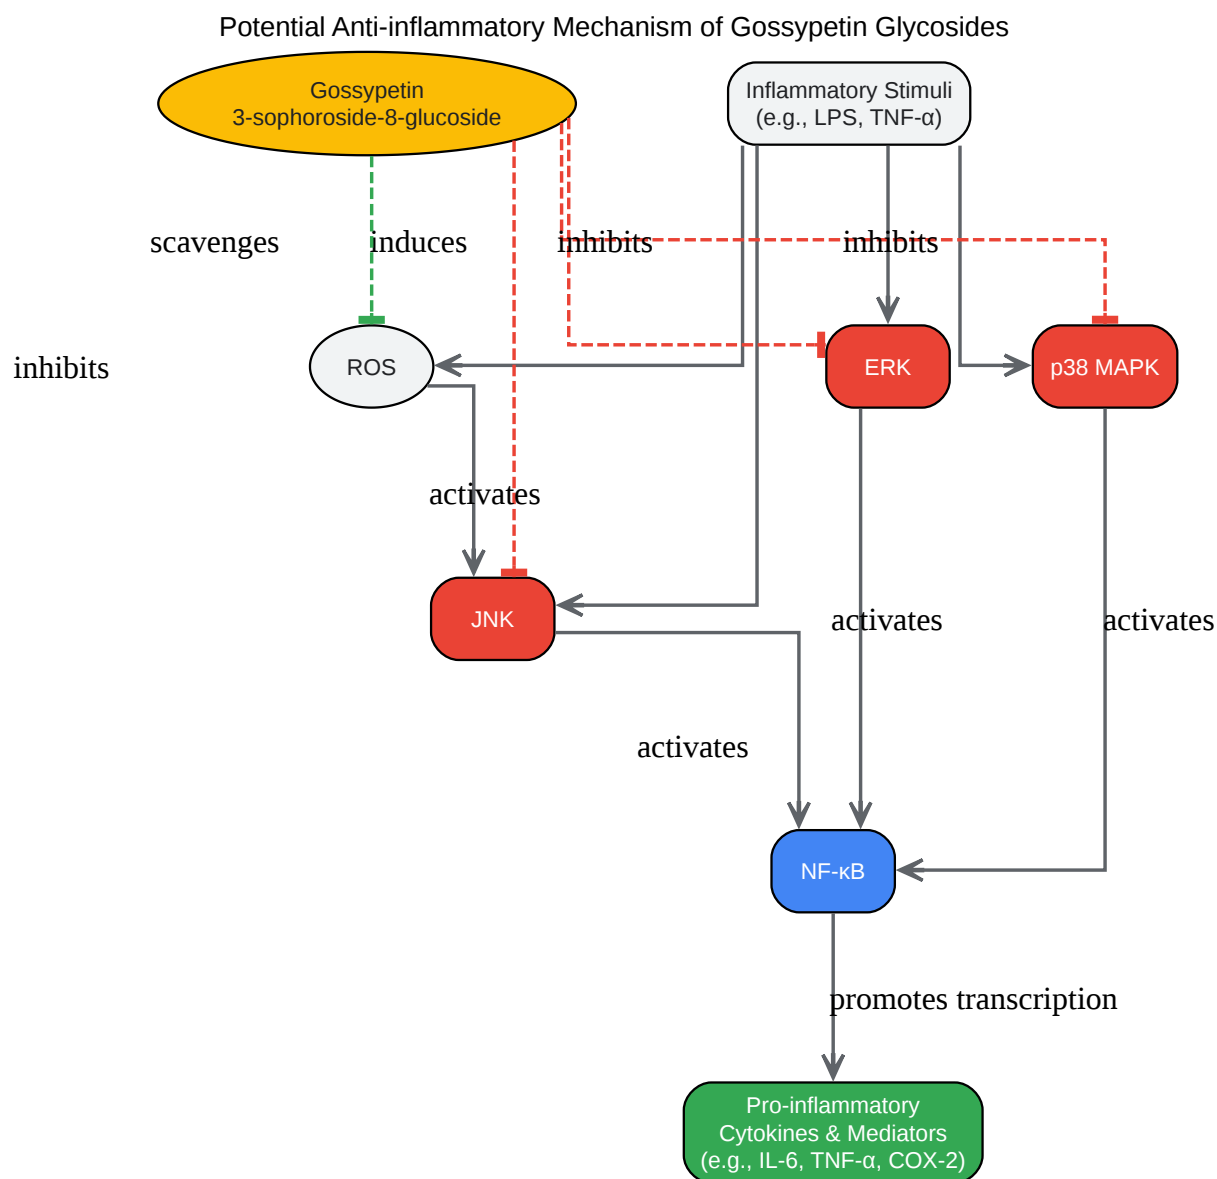 Potential Anti-inflammatory Mechanism of Gossypetin Glycosides
Gossypetin
3-sophoroside-8-glucoside
Inflammatory Stimuli
(e.g., LPS, TNF-α)
scavenges
induces
inhibits
inhibits
inhibits
ROS
ERK
p38 MAPK
activates
JNK
activates
activates
activates
NF-κB
promotes transcription
Pro-inflammatory
Cytokines & Mediators
(e.g., IL-6, TNF-α, COX-2)